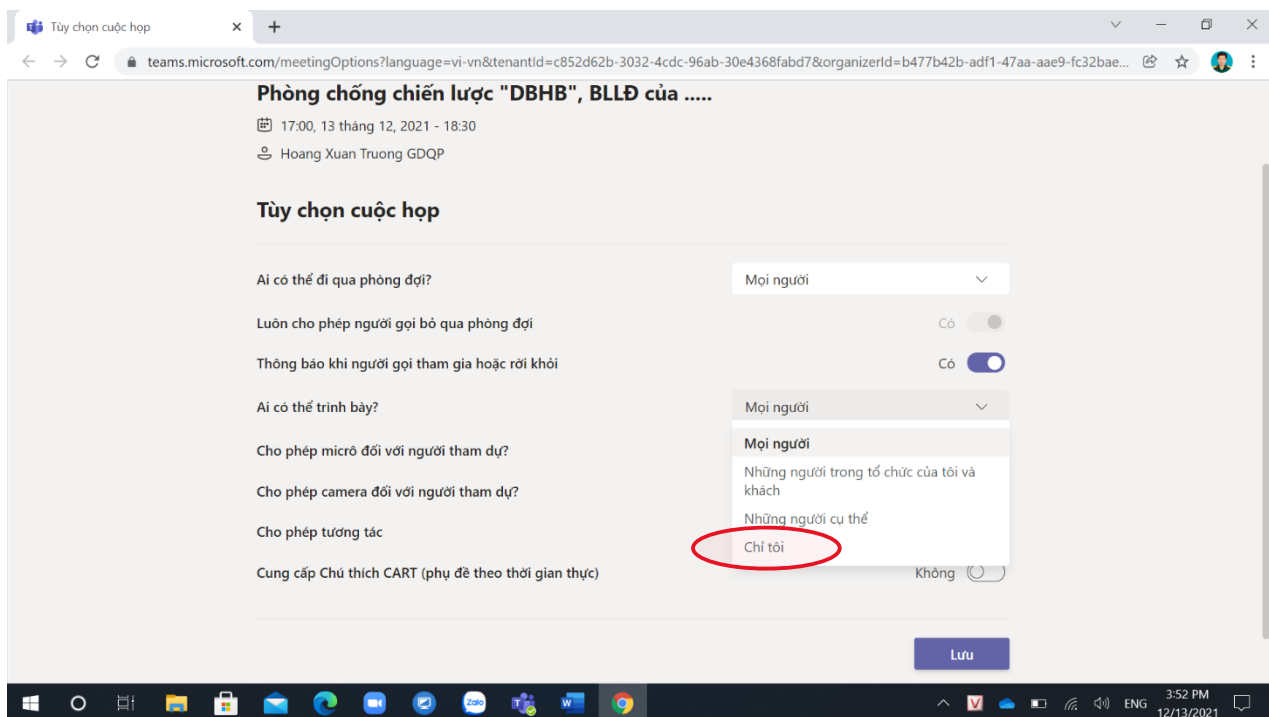 Tùy chọn cuộc họp
teams.microsoft.com/meetingOptions?language=vi-vn&tenantId=c852d62b-3032-4cdc-96ab-30e4368fabd7&organizerId=b477b42b-adf1-47aa-aae9-fc32bae...
Phòng chống chiến lược "DBHB", BLLĐ của .....
17:00, 13 tháng 12, 2021 - 18:30
Hoang Xuan Truong GDQP
Tùy chọn cuộc họp
Ai có thể đi qua phòng đợi? Mọi người
Luôn cho phép người gọi bỏ qua phòng đợi Có
Thông báo khi người gọi tham gia hoặc rời khỏi Có
Ai có thể trình bày? Mọi người
Cho phép micrô đối với người tham dự? Mọi người
Những người trong tổ chức của tôi và
khách
Cho phép camera đối với người tham dự?
Những người cụ thể
Cho phép tương tác
Chỉ tôi
Cung cấp Chú thích CART (phụ đề theo thời gian thực) Không
Lưu
Zalo
V
ENG
3:52 PM
12/13/2021